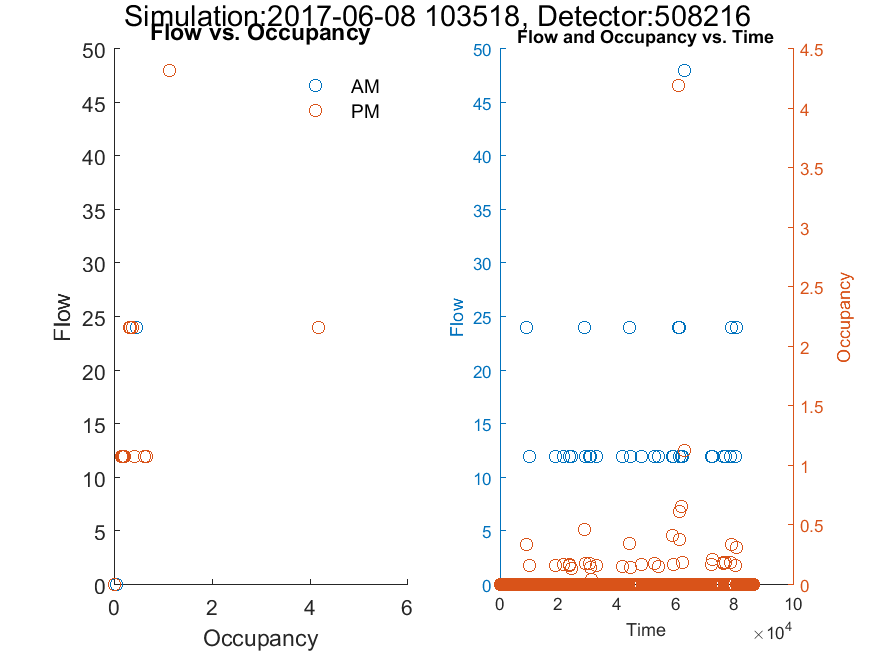 Simulation:2017-06-08 103518, Detector:508216
Flow vs. Occupancy
Flow and Occupancy vs. Time
AM
PM
50
45
40
35
30
25
20
15
10
5
0
Flow
0 2 4 6
Occupancy
50
45
40
35
30
25
20
15
10
5
0
Flow
4.5
4
3.5
3
2.5
2
1.5
1
0.5
0
Occupancy
0 2 4 6 8 10
×10⁴
Time